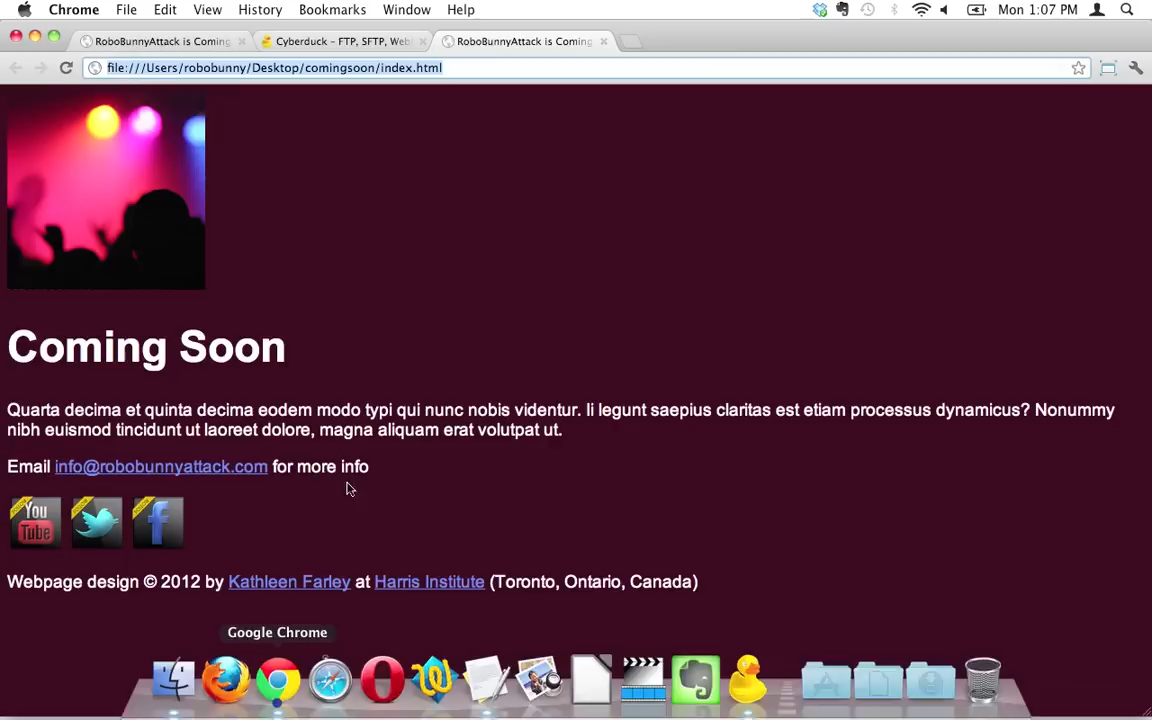 Chrome File Edit View History Bookmarks Window Help Mon 1:07 PM
RoboBunnyAttack is Coming Cyberduck – FTP, SFTP, Web RoboBunnyAttack is Coming
file:///Users/robobunny/Desktop/comingsoon/index.html
Coming Soon
Quarta decima et quinta decima eodem modo typi qui nunc nobis videntur. Ii legunt saepius claritas est etiam processus dynamicus? Nonummy
nibh euismod tincidunt ut laoreet dolore, magna aliquam erat volutpat ut.
Email info@robobunnyattack.com for more info
You
Tube
Webpage design © 2012 by Kathleen Farley at Harris Institute (Toronto, Ontario, Canada)
Google Chrome